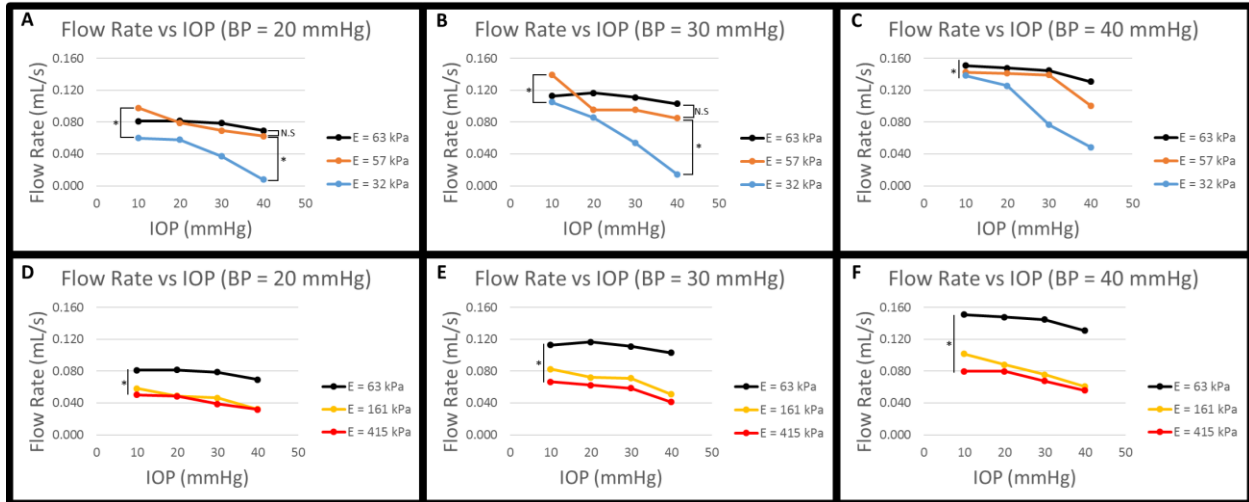 A
Flow Rate vs IOP (BP = 20 mmHg)
Flow Rate (mL/s)
0.160
0.120
0.080
0.040
0.000
0 10 20 30 40 50
IOP (mmHg)
*
N.S
*
E = 63 kPa
E = 57 kPa
E = 32 kPa
B
Flow Rate vs IOP (BP = 30 mmHg)
Flow Rate (mL/s)
0.160
0.120
0.080
0.040
0.000
0 10 20 30 40 50
IOP (mmHg)
*
N.S
*
E = 63 kPa
E = 57 kPa
E = 32 kPa
C
Flow Rate vs IOP (BP = 40 mmHg)
Flow Rate (mL/s)
0.160
0.120
0.080
0.040
0.000
0 10 20 30 40 50
IOP (mmHg)
*
E = 63 kPa
E = 57 kPa
E = 32 kPa
D
Flow Rate vs IOP (BP = 20 mmHg)
Flow Rate (mL/s)
0.160
0.120
0.080
0.040
0.000
0 10 20 30 40 50
IOP (mmHg)
*
E = 63 kPa
E = 161 kPa
E = 415 kPa
E
Flow Rate vs IOP (BP = 30 mmHg)
Flow Rate (mL/s)
0.160
0.120
0.080
0.040
0.000
0 10 20 30 40 50
IOP (mmHg)
*
E = 63 kPa
E = 161 kPa
E = 415 kPa
F
Flow Rate vs IOP (BP = 40 mmHg)
Flow Rate (mL/s)
0.160
0.120
0.080
0.040
0.000
0 10 20 30 40 50
IOP (mmHg)
*
E = 63 kPa
E = 161 kPa
E = 415 kPa